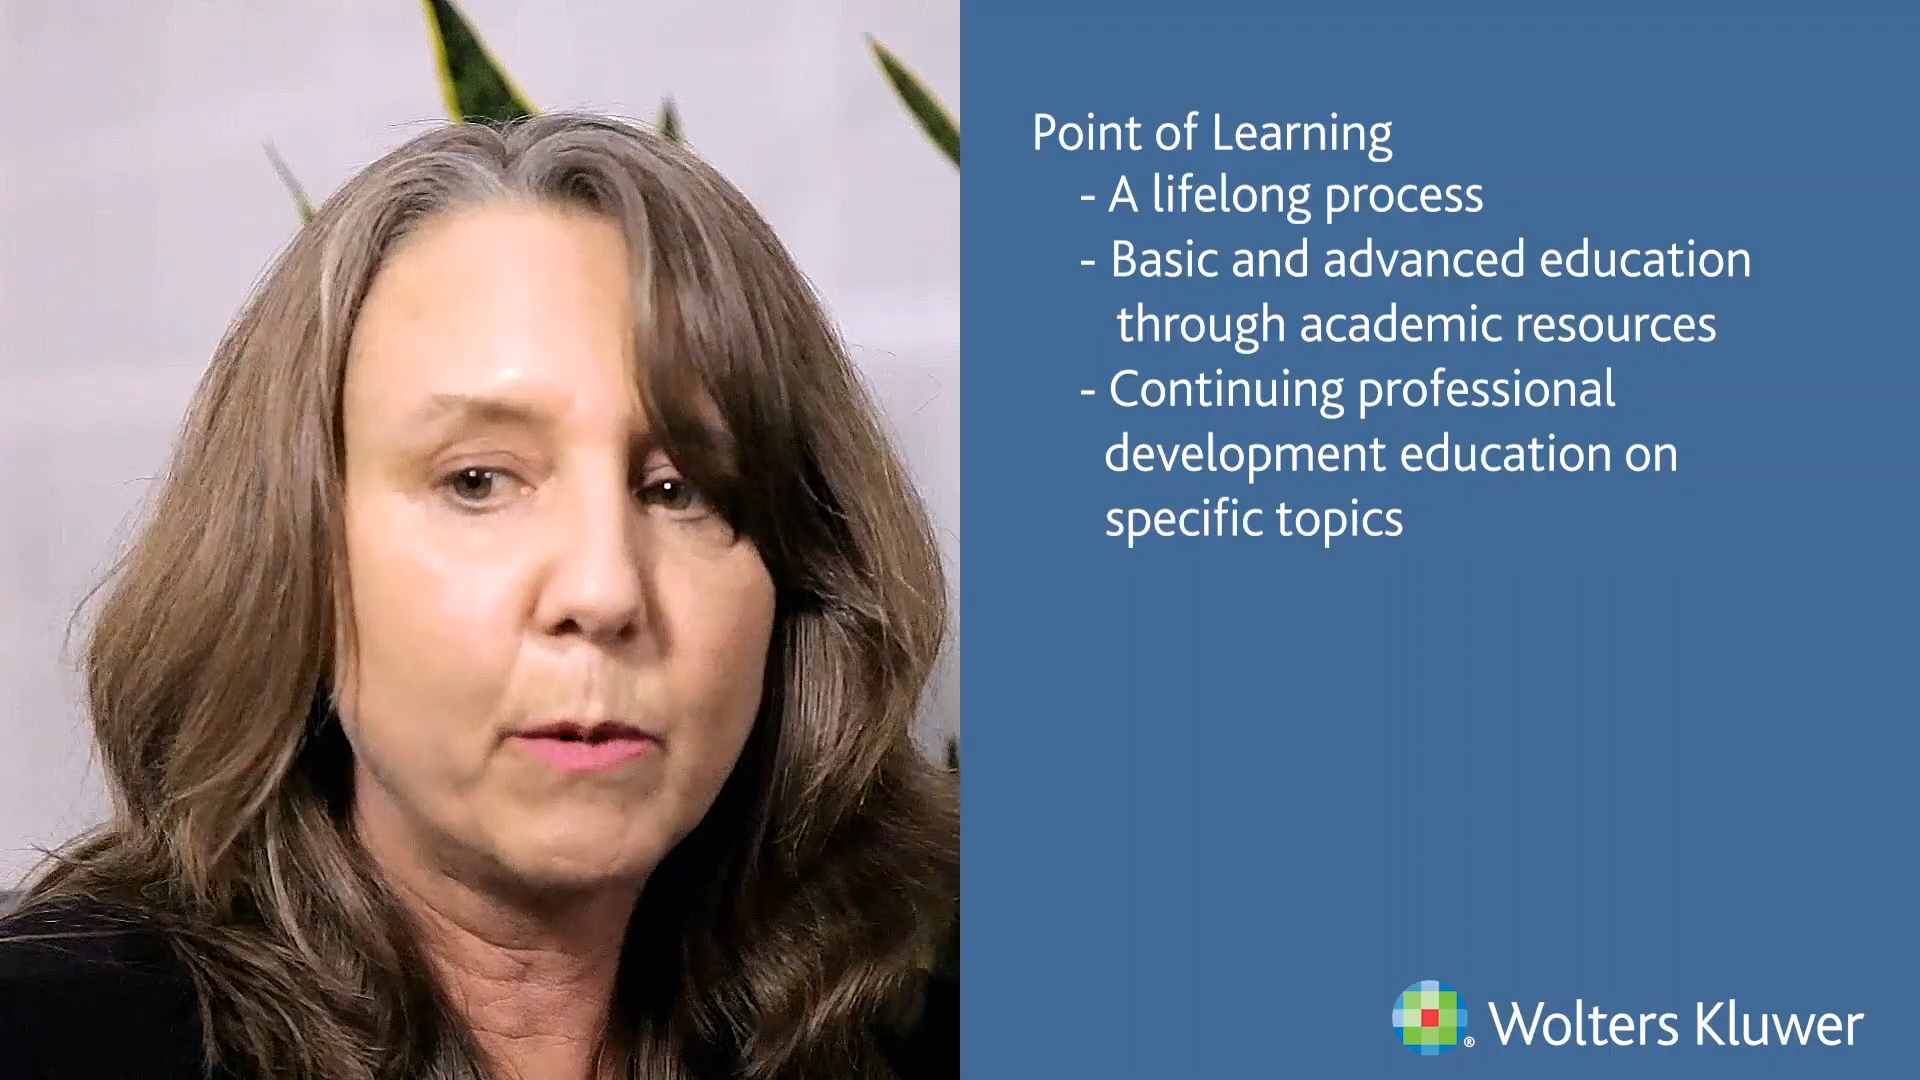 Point of Learning
- A lifelong process
- Basic and advanced education
through academic resources
- Continuing professional
development education on
specific topics
® Wolters Kluwer